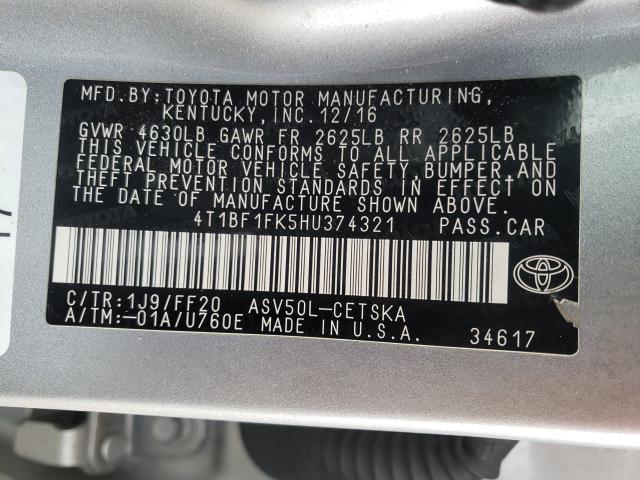 MFD.BY:TOYOTA MOTOR MANUFACTURING,
KENTUCKY, INC. 12/16
GVWR 4630LB GAWR FR 2625LB RR 2625LB
THIS VEHICLE CONFORMS TO ALL APPLICABLE
FEDERAL MOTOR VEHICLE SAFETY, BUMPER, AND
THEFT PREVENTION STANDARDS IN EFFECT ON
THE DATE OF MANUFACTURE SHOWN ABOVE.
4T1BF1FK5HU374321 PASS.CAR
C/TR:1J9/FF20 ASV50L-CETSKA
A/TM:-01A/U760E MADE IN U.S.A. 34617